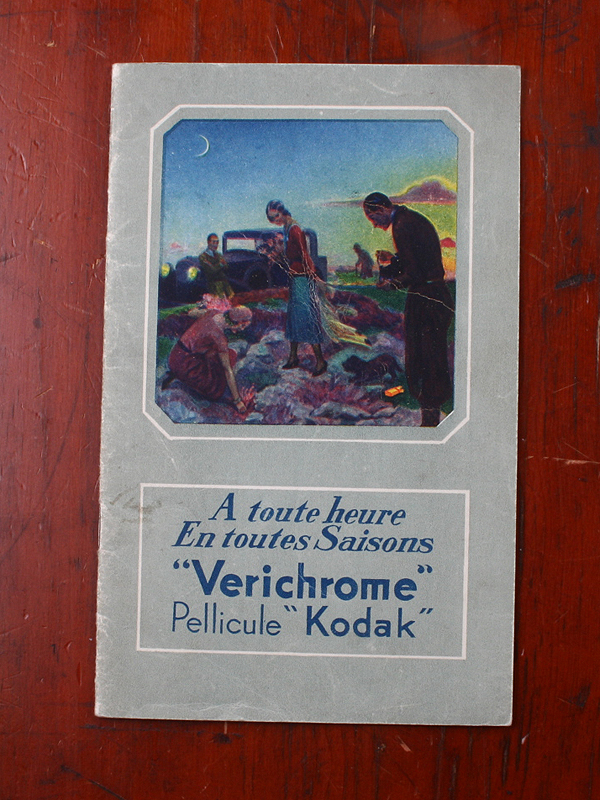 A toute heure
En toutes Saisons
"Verichrome"
Pellicule "Kodak"